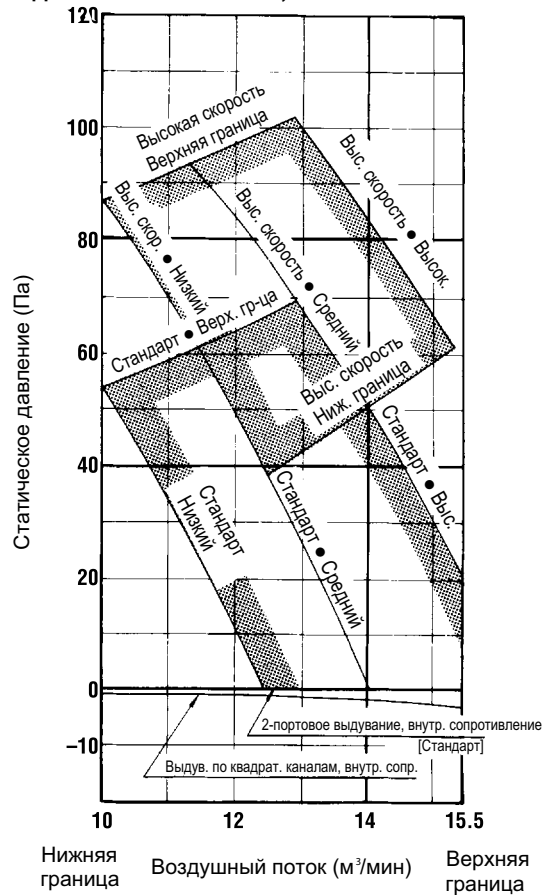 120
100
80
60
40
20
0
–10
Статическое давление (Па)
Высокая скорость
Верхняя граница
Выс. скорость ● Высок.
Выс. скор. ● Низкий
Выс. скорость ● Средний
Стандарт ● Верх. гр-ца
Выс. скорость
Ниж. граница
Стандарт ● Выс.
Стандарт
Низкий
Стандарт ● Средний
2-портовое выдувание, внутр. сопротивление
[Стандарт]
Выдув. по квадрат. каналам, внутр. сопр.
10 12 14 15.5
Нижняя
граница
Воздушный поток (м³/мин)
Верхняя
граница